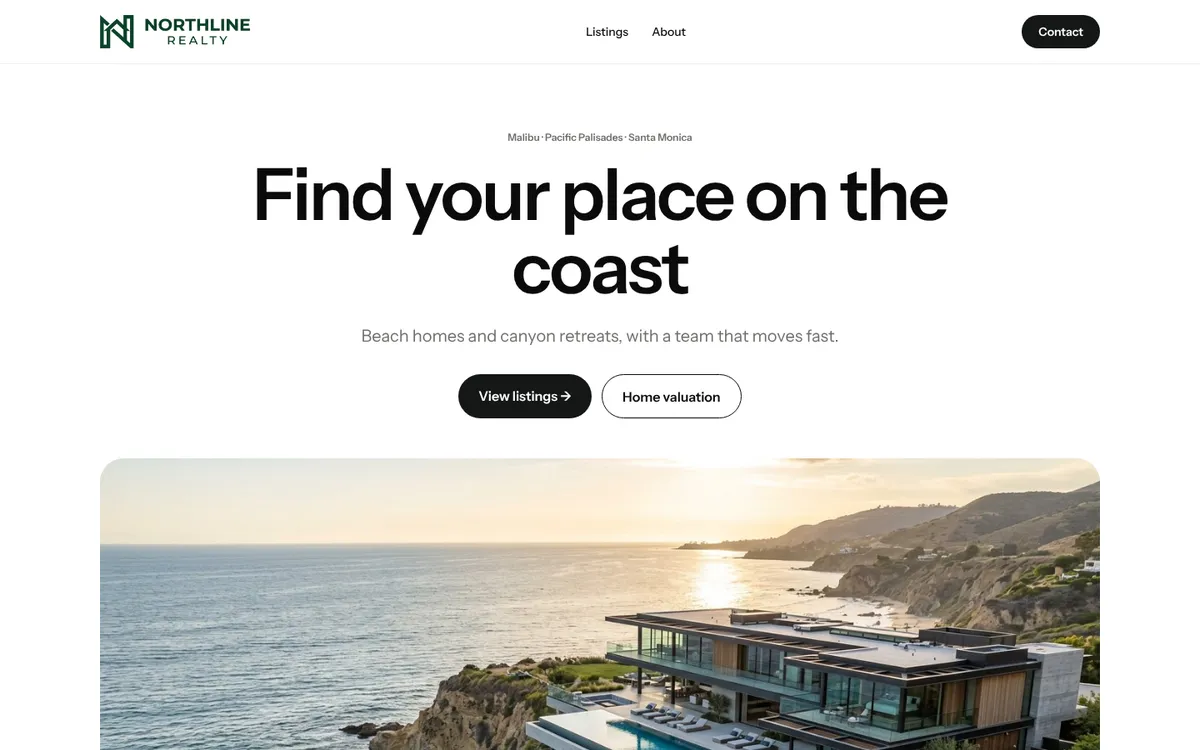 NORTHLINE
REALTY
Listings
About
Contact
Malibu · Pacific Palisades · Santa Monica
Find your place on the
coast
Beach homes and canyon retreats, with a team that moves fast.
View listings →
Home valuation